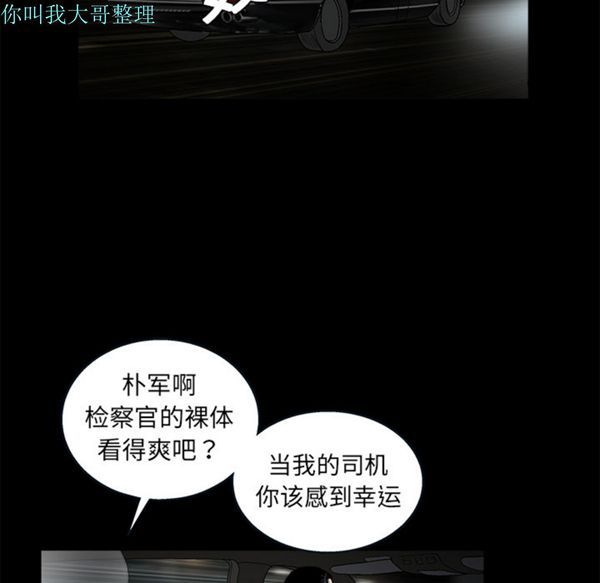 你叫我大哥整理
朴军啊
检察官的裸体
看得爽吧？
当我的司机
你该感到幸运